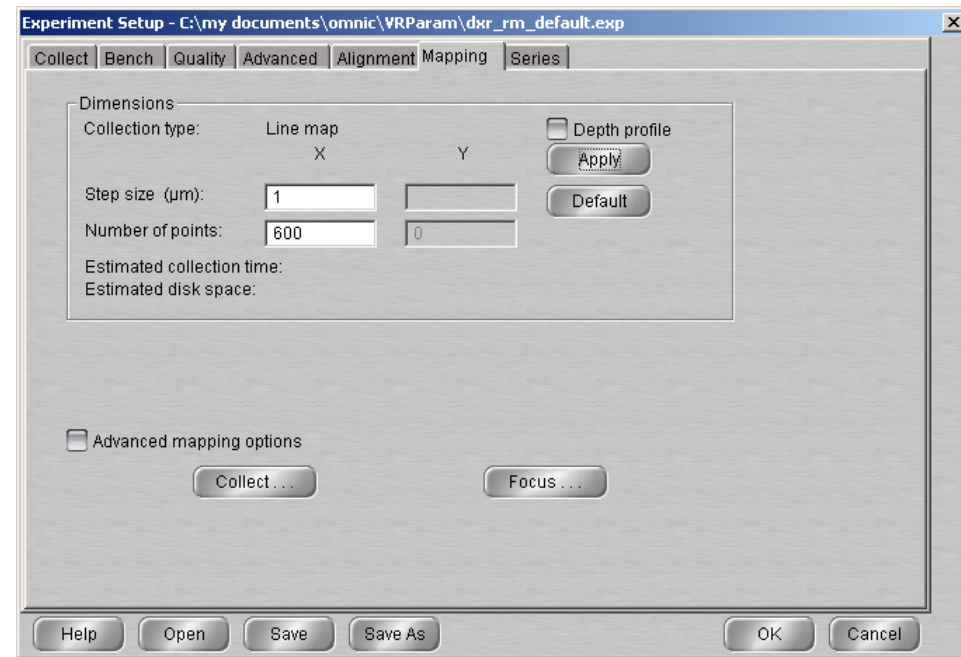 Experiment Setup - C:\my documents\omnic\VRParam\dxr_rm_default.exp
Collect Bench Quality Advanced Alignment Mapping Series
Dimensions
Collection type: Line map Depth profile
X Y Apply
Step size (µm): 1 Default
Number of points: 600 0
Estimated collection time:
Estimated disk space:
Advanced mapping options
Collect . . . Focus . . .
Help Open Save Save As OK Cancel